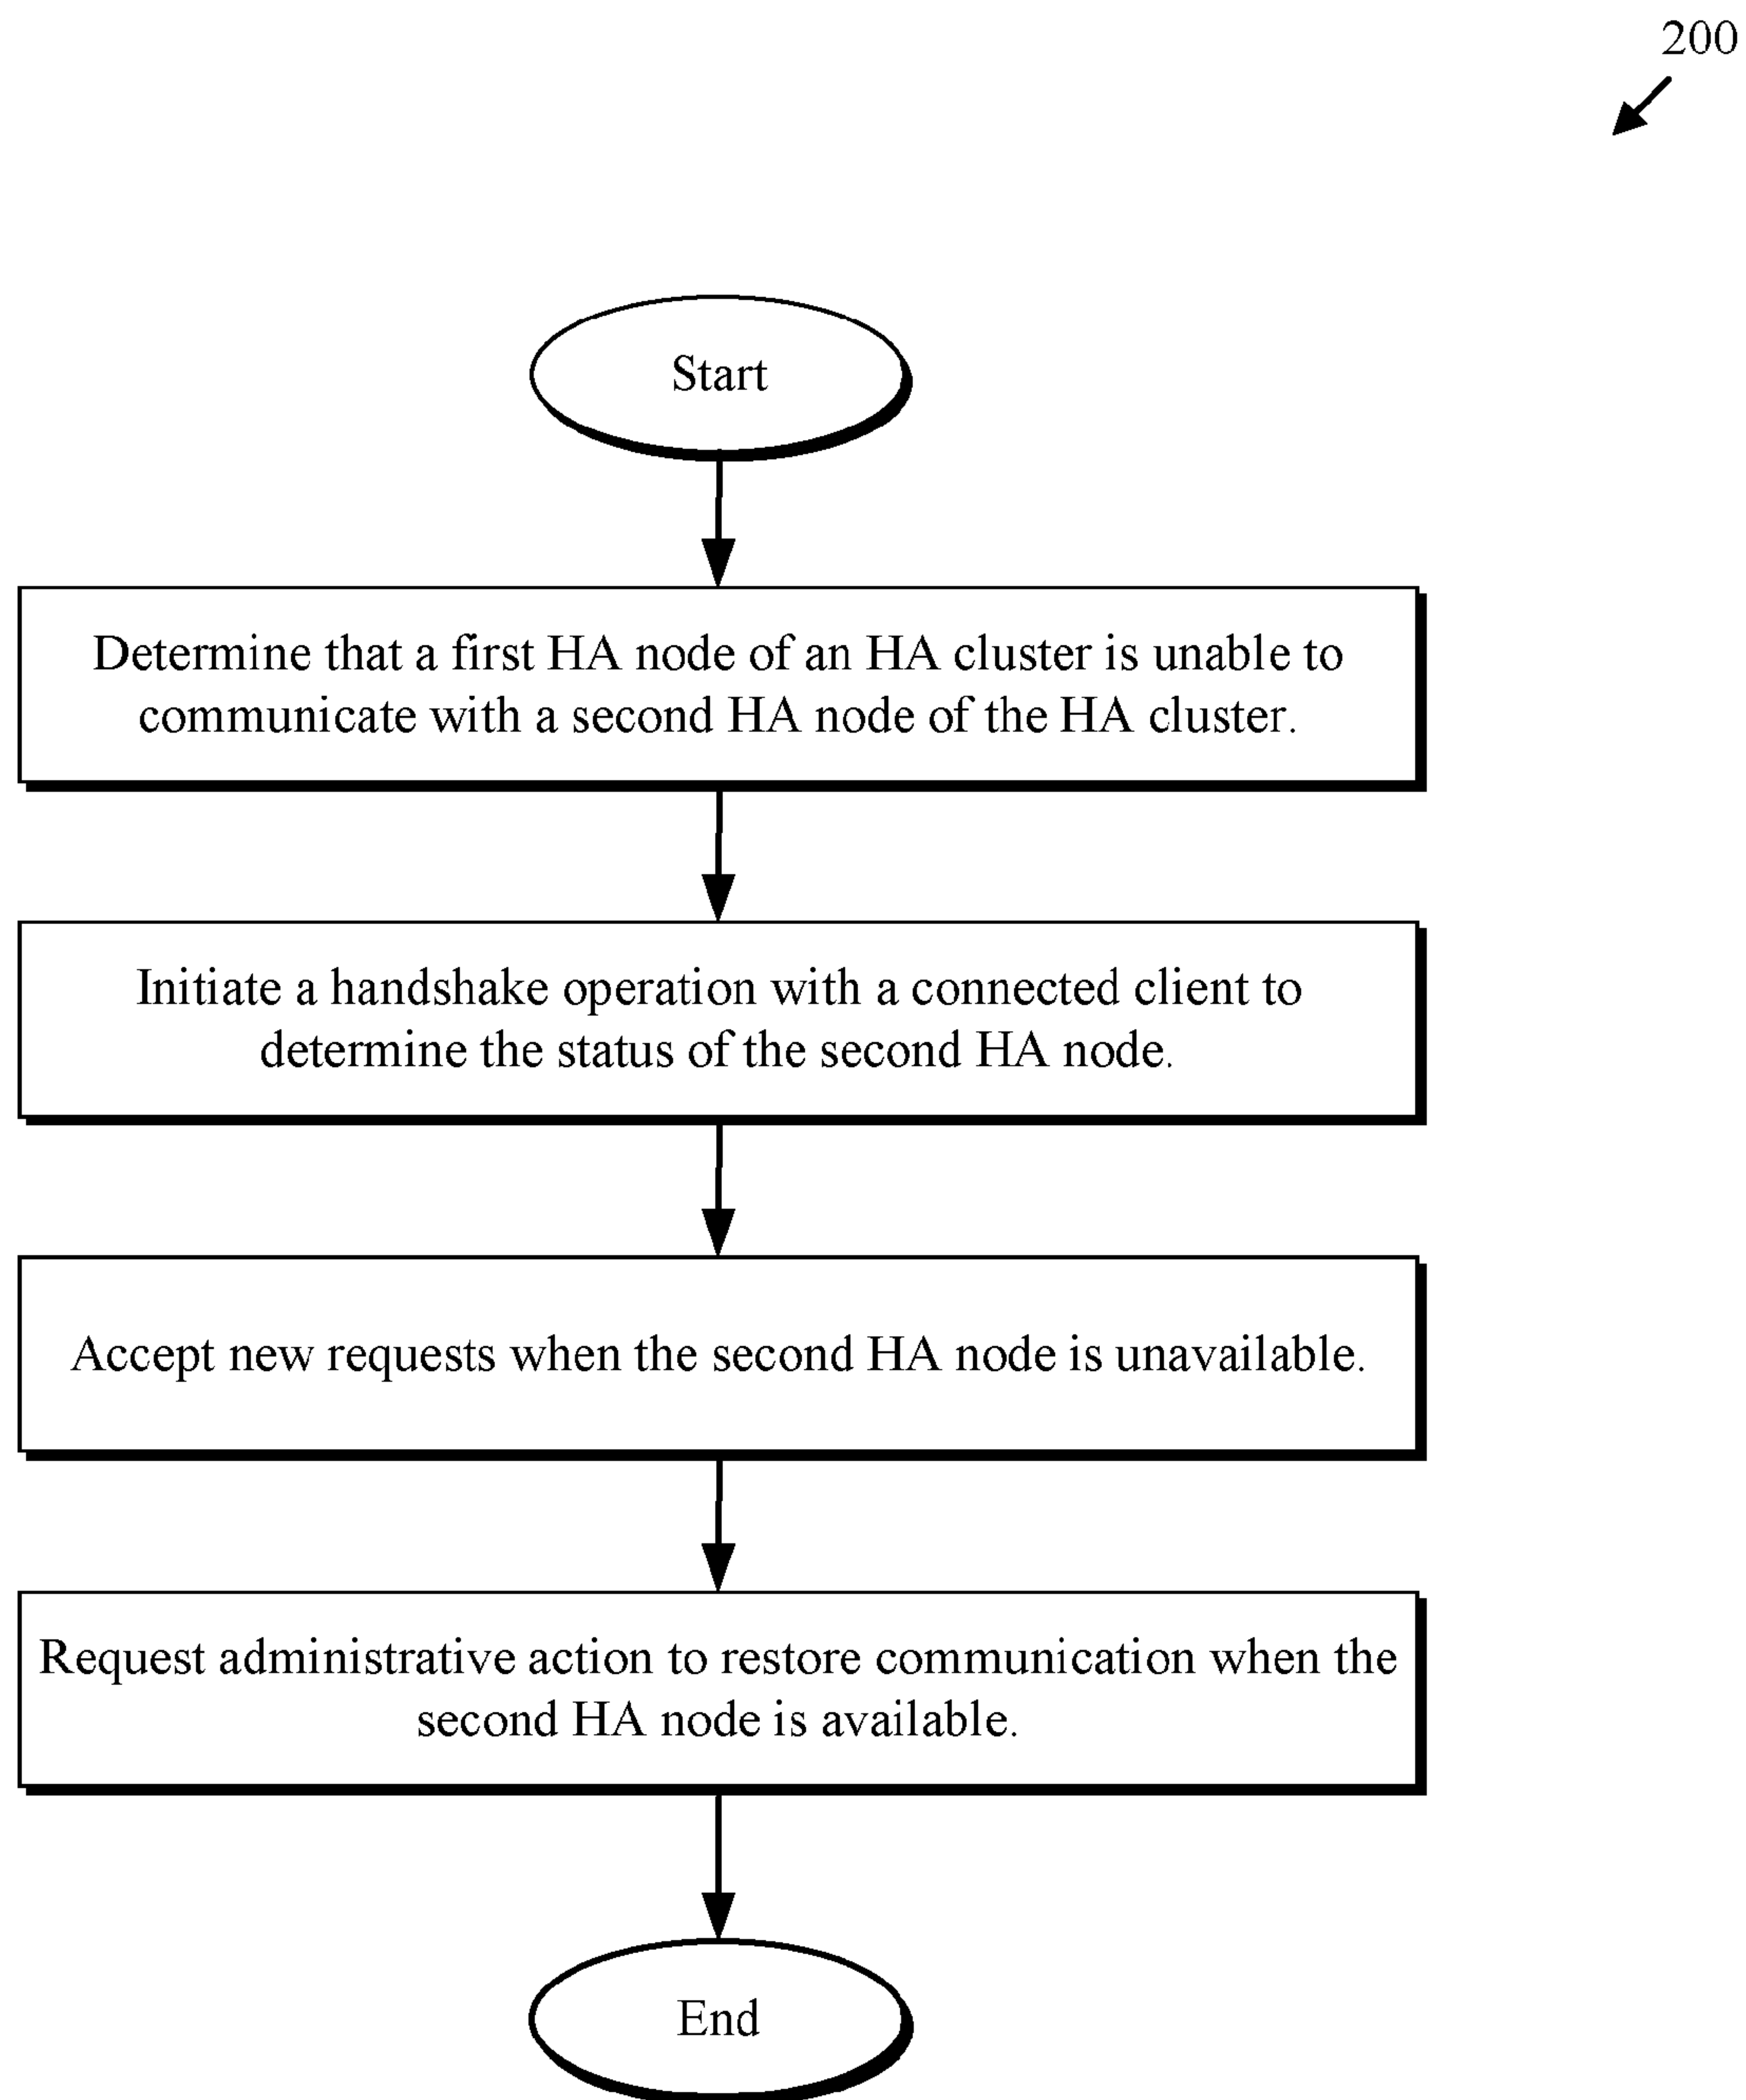 200
Start
Determine that a first HA node of an HA cluster is unable to
communicate with a second HA node of the HA cluster.
Initiate a handshake operation with a connected client to
determine the status of the second HA node.
Accept new requests when the second HA node is unavailable.
Request administrative action to restore communication when the
second HA node is available.
End